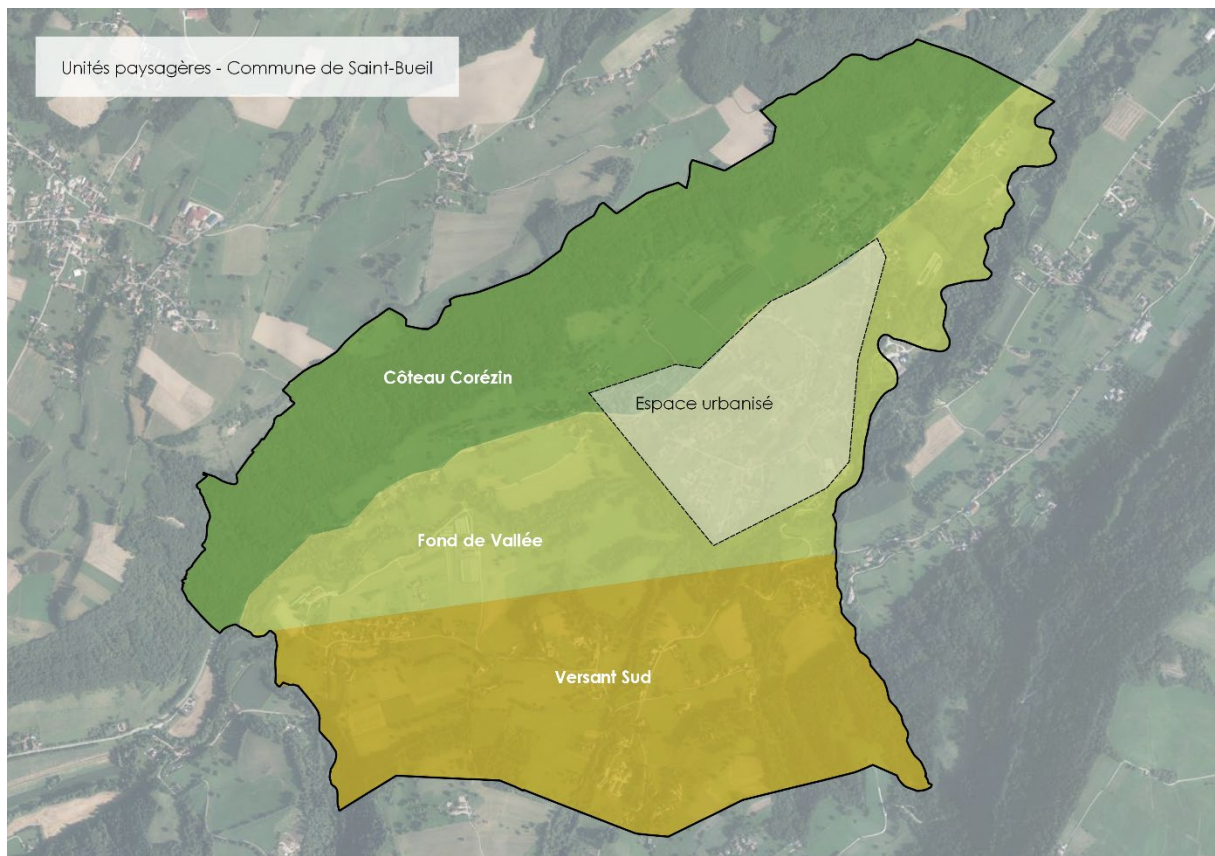 Unités paysagères - Commune de Saint-Bueil
Côteau Corézin
Espace urbanisé
Fond de Vallée
Versant Sud